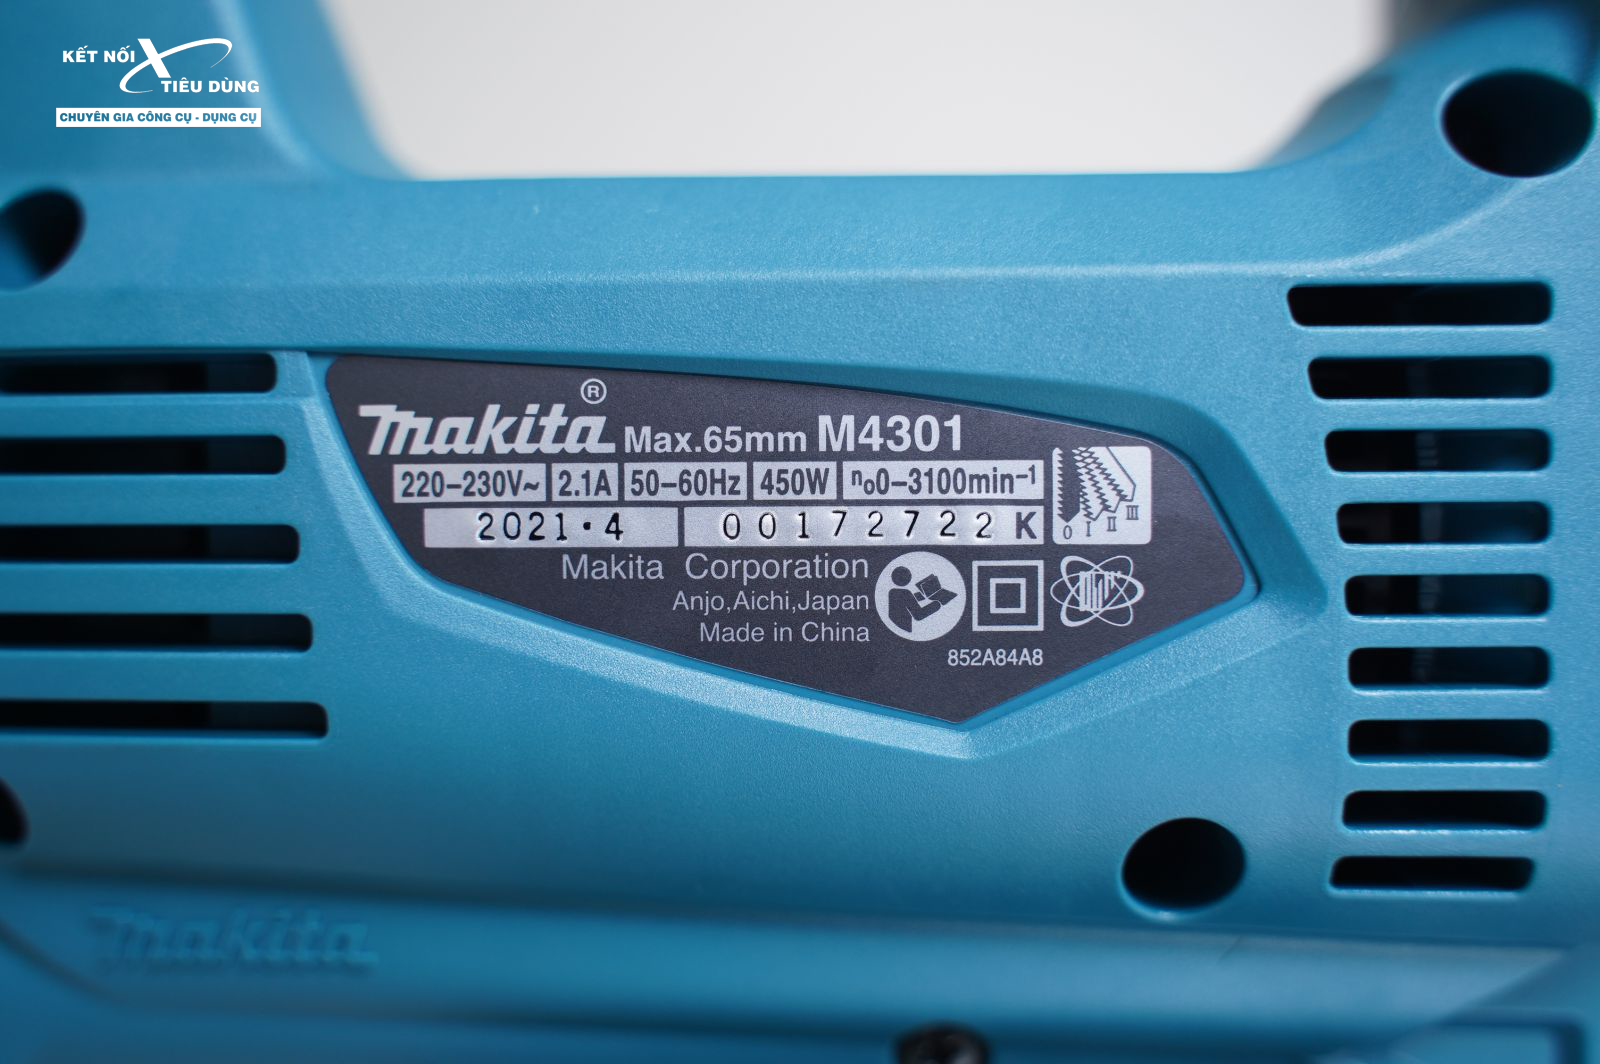 KẾT NỐI
TIÊU DÙNG
CHUYÊN GIA CÔNG CỤ - DỤNG CỤ
makita® Max.65mm M4301
220–230V~ 2.1A 50–60Hz 450W n₀0–3100min⁻¹
2021·4 00172722 K
0 I II III
Makita Corporation
Anjo,Aichi,Japan
Made in China
852A84A8
makita